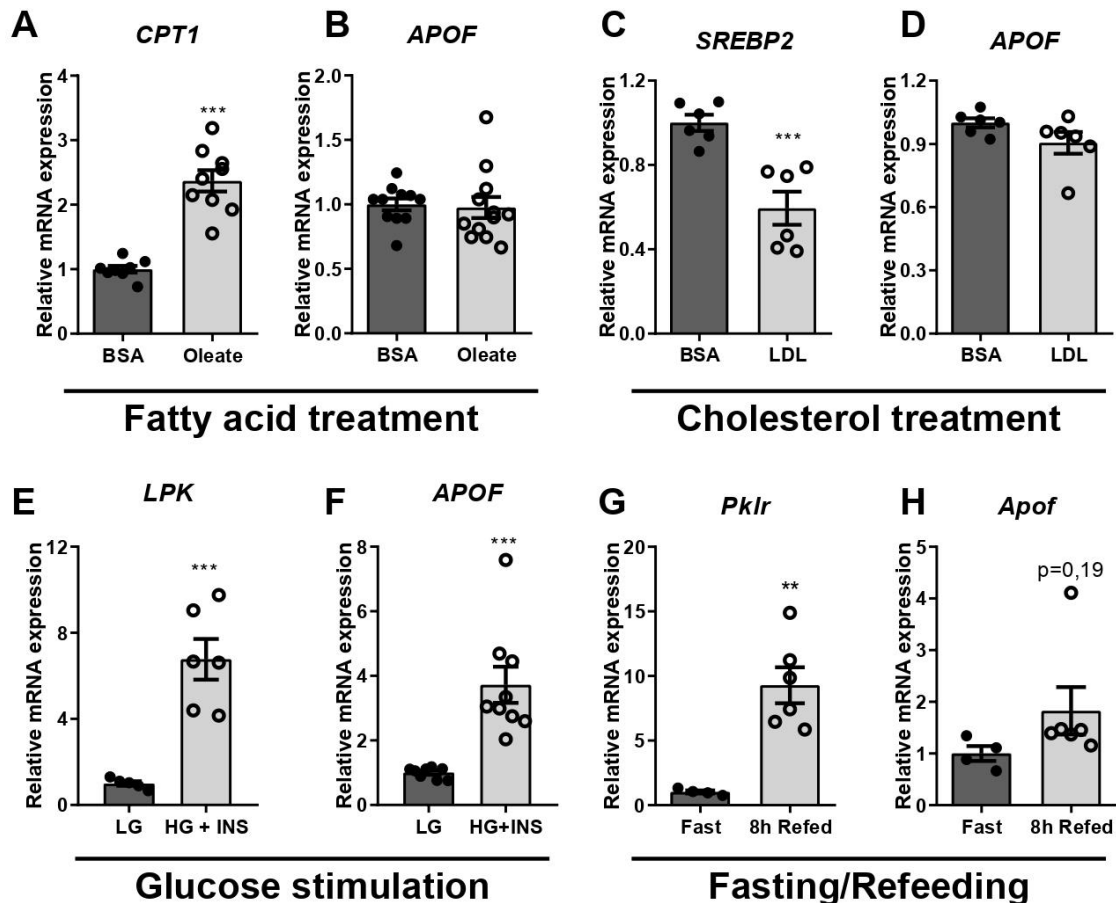 A
CPT1
Relative mRNA expression
4
3
2
1
0
***
BSA
Oleate
B
APOF
Relative mRNA expression
2.0
1.5
1.0
0.5
0.0
BSA
Oleate
Fatty acid treatment
C
SREBP2
Relative mRNA expression
1.2
0.8
0.4
0.0
***
BSA
LDL
D
APOF
Relative mRNA expression
1.2
0.9
0.6
0.3
0.0
BSA
LDL
Cholesterol treatment
E
LPK
Relative mRNA expression
12
9
6
3
0
***
LG
HG + INS
F
APOF
Relative mRNA expression
8
6
4
2
0
***
LG
HG+INS
Glucose stimulation
G
Pklr
Relative mRNA expression
20
15
10
5
0
**
Fast
8h Refed
H
Apof
Relative mRNA expression
5
4
3
2
1
0
p=0,19
Fast
8h Refed
Fasting/Refeeding